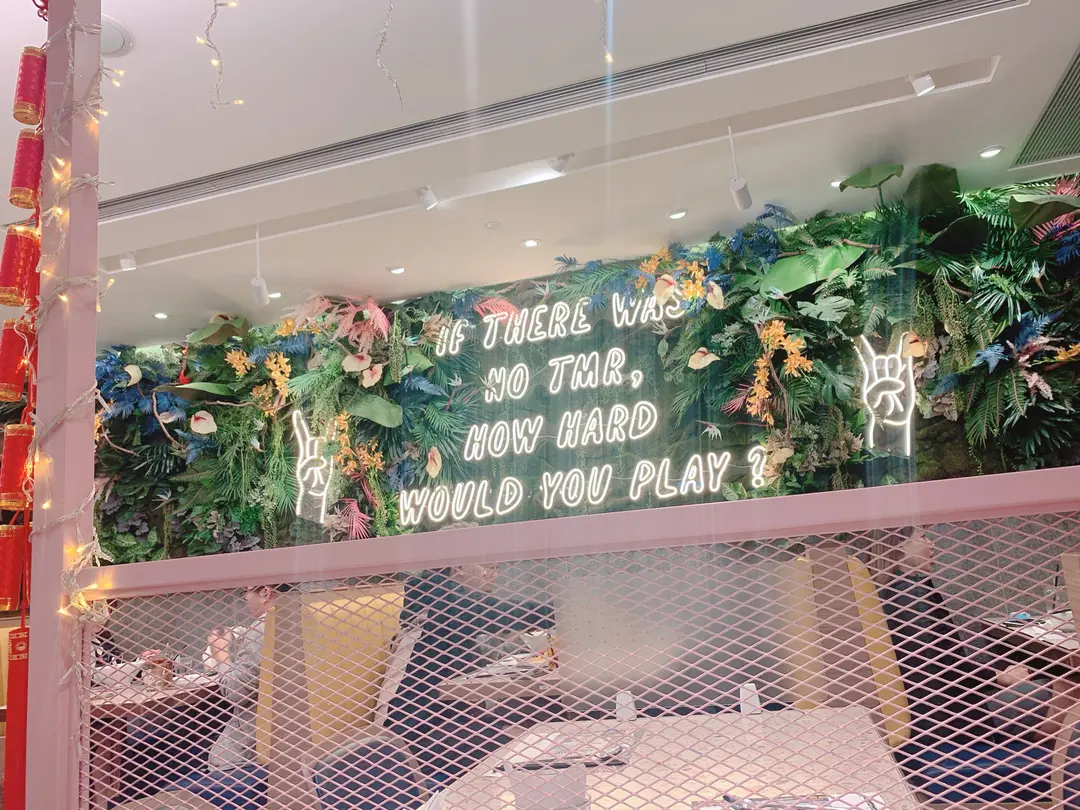 IF THERE WAS
NO TMR,
HOW HARD
WOULD YOU PLAY ?